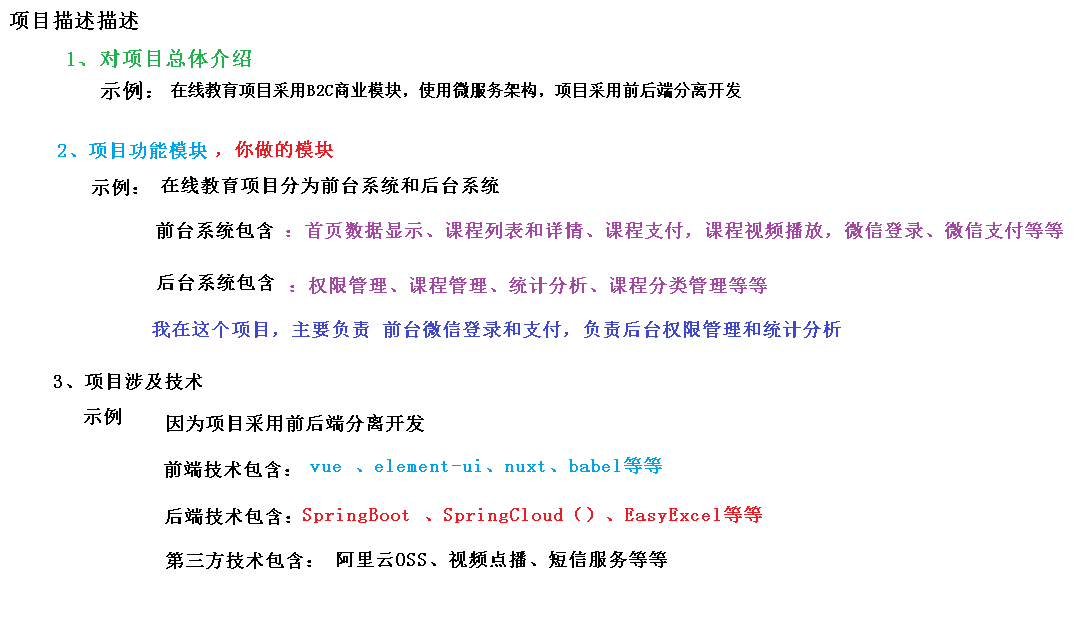 项目描述描述
1、对项目总体介绍
示例： 在线教育项目采用B2C商业模块，使用微服务架构，项目采用前后端分离开发
2、项目功能模块 ，你做的模块
示例： 在线教育项目分为前台系统和后台系统
前台系统包含 ：首页数据显示、课程列表和详情、课程支付，课程视频播放，微信登录、微信支付等等
后台系统包含 ：权限管理、课程管理、统计分析、课程分类管理等等
我在这个项目，主要负责 前台微信登录和支付，负责后台权限管理和统计分析
3、项目涉及技术
示例 因为项目采用前后端分离开发
前端技术包含： vue 、element-ui、nuxt、babel等等
后端技术包含：SpringBoot 、SpringCloud（）、EasyExcel等等
第三方技术包含： 阿里云OSS、视频点播、短信服务等等